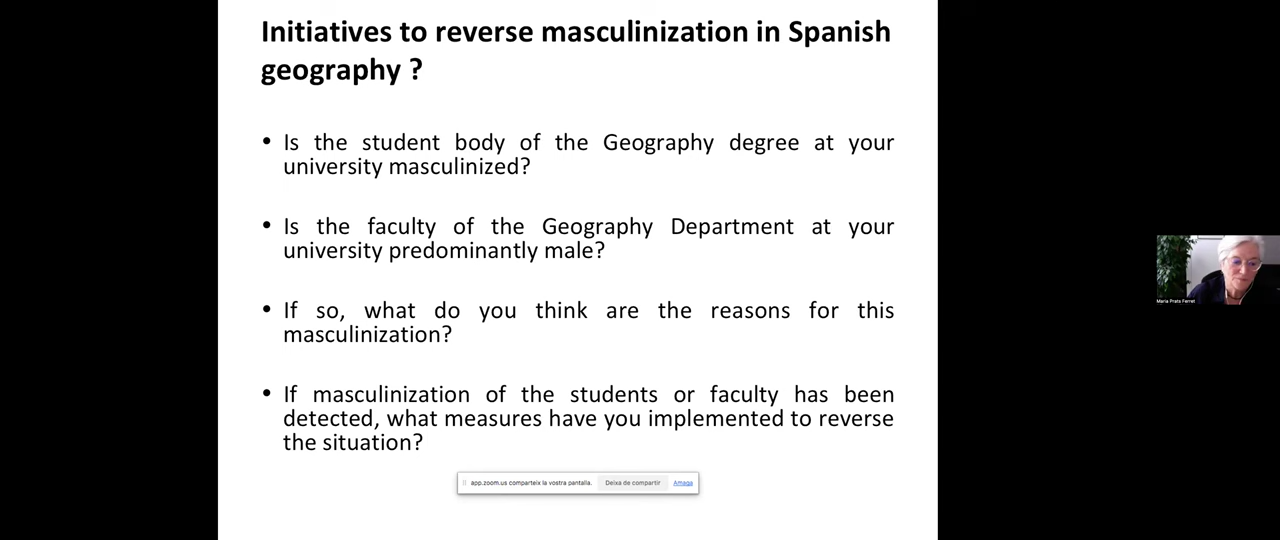 Initiatives to reverse masculinization in Spanish
geography ?
• Is the student body of the Geography degree at your
university masculinized?
• Is the faculty of the Geography Department at your
university predominantly male?
• If so, what do you think are the reasons for this
masculinization?
• If masculinization of the students or faculty has been
detected, what measures have you implemented to reverse
the situation?
app.zoom.us comparteix la vostra pantalla. Deixa de compartir Amaga
Maria Prats Ferret